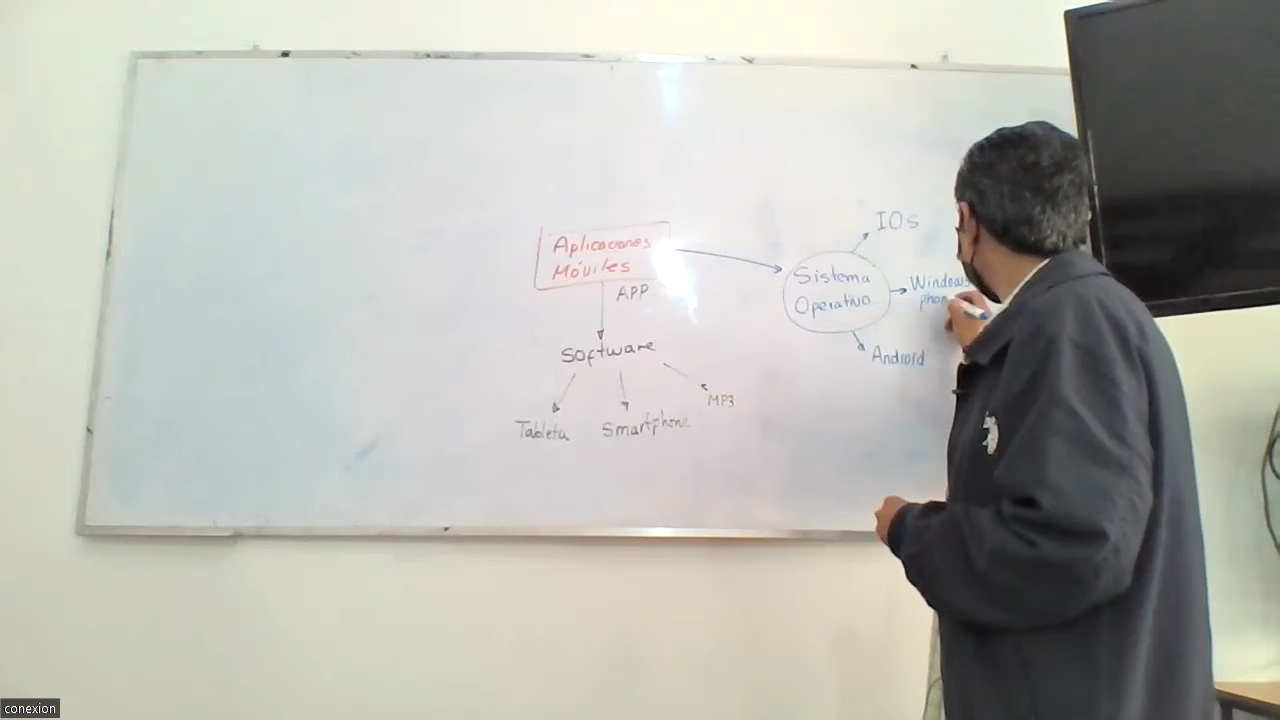 Aplicaciones
Móviles
APP
Software
Tableta
Smartphone
MP3
Sistema
Operativo
IOs
Windows
Android
conexion